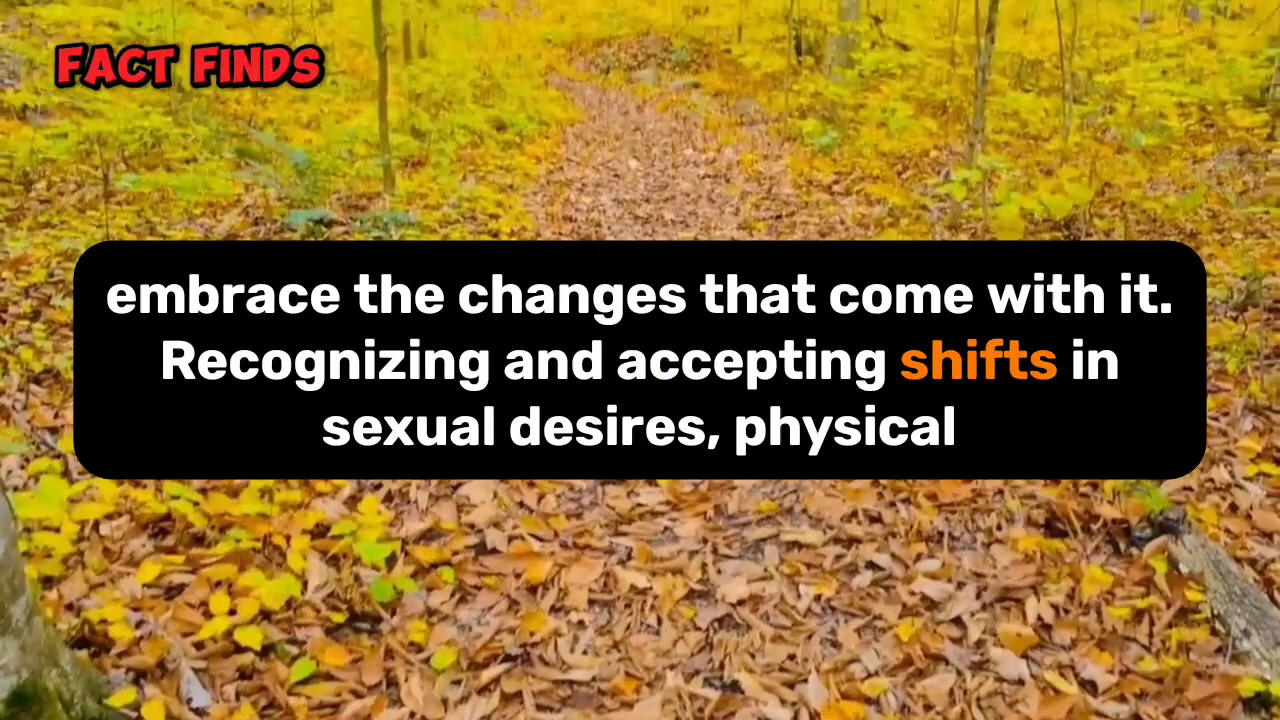 FACT FINDS
embrace the changes that come with it.
Recognizing and accepting shifts in
sexual desires, physical